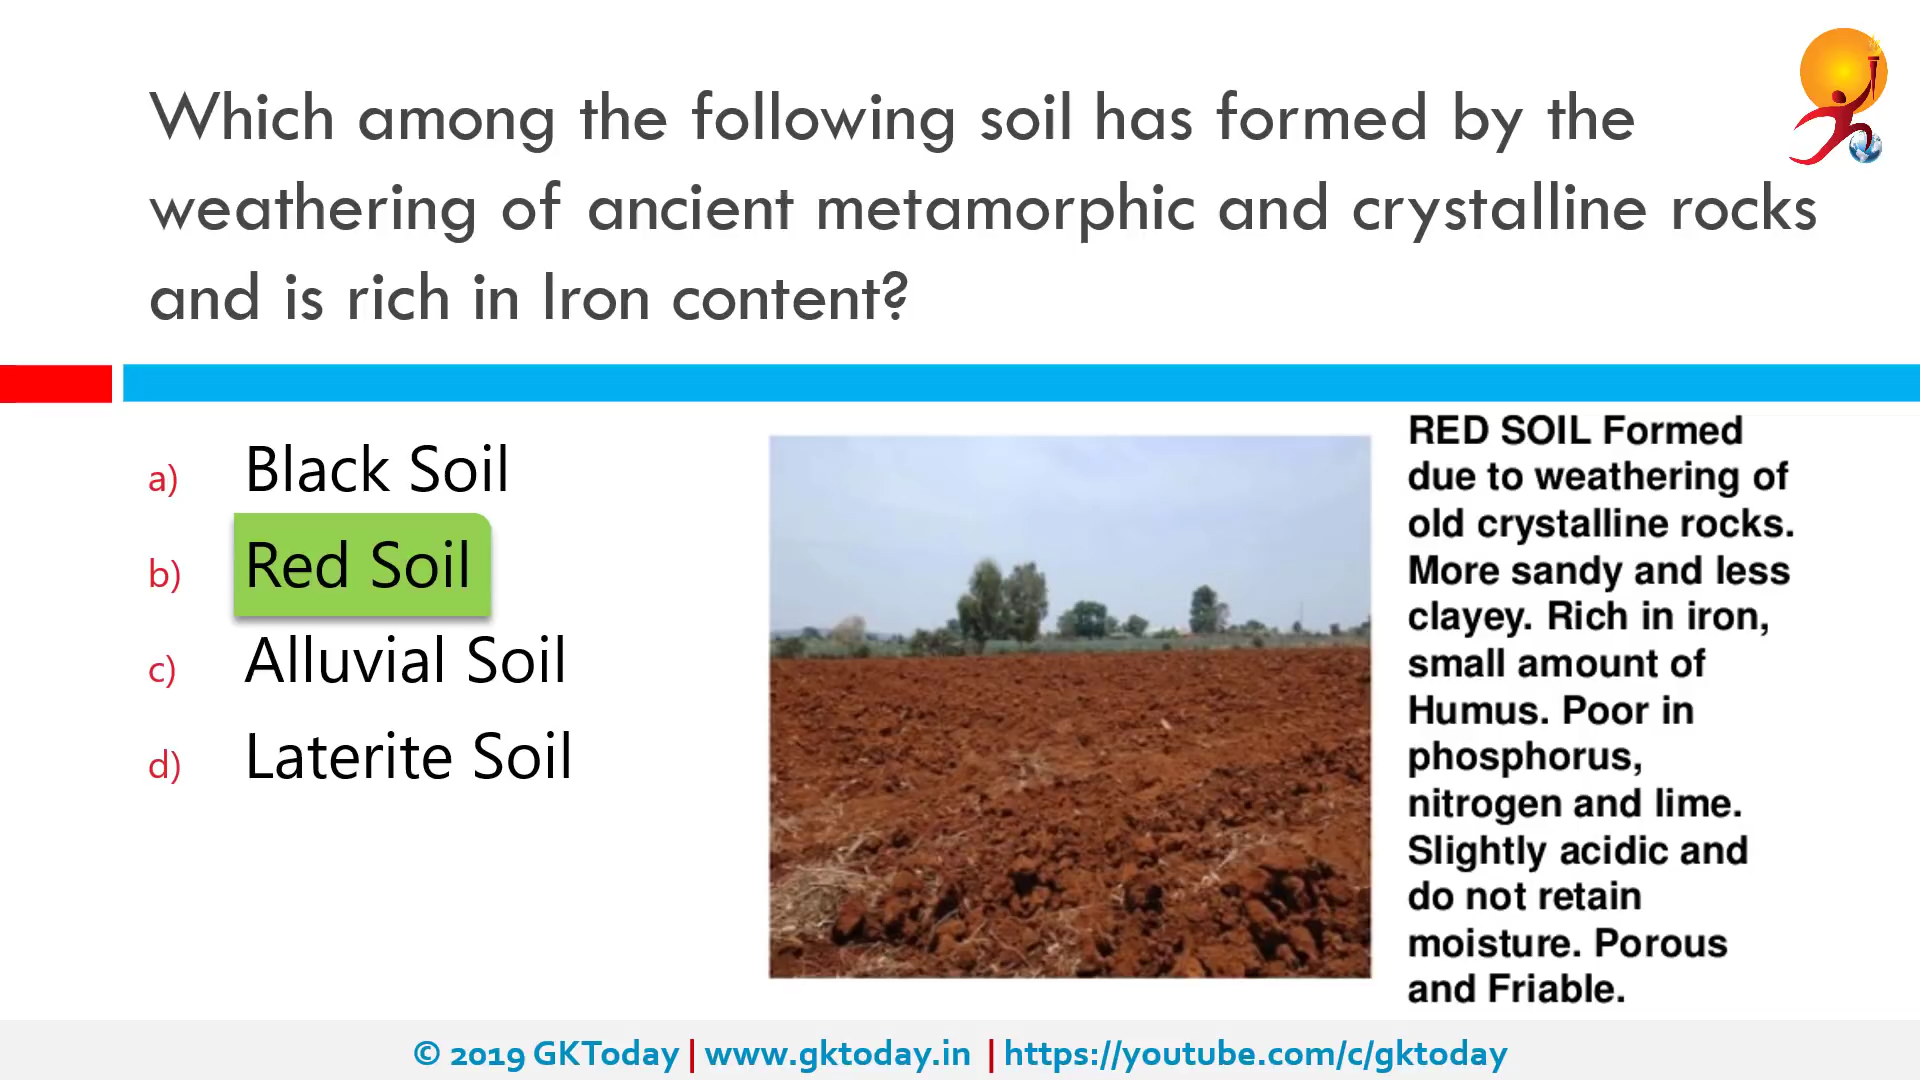 Which among the following soil has formed by the
weathering of ancient metamorphic and crystalline rocks
and is rich in Iron content?
a) Black Soil
b) Red Soil
c) Alluvial Soil
d) Laterite Soil
RED SOIL Formed
due to weathering of
old crystalline rocks.
More sandy and less
clayey. Rich in iron,
small amount of
Humus. Poor in
phosphorus,
nitrogen and lime.
Slightly acidic and
do not retain
moisture. Porous
and Friable.
© 2019 GKToday | www.gktoday.in | https://youtube.com/c/gktoday